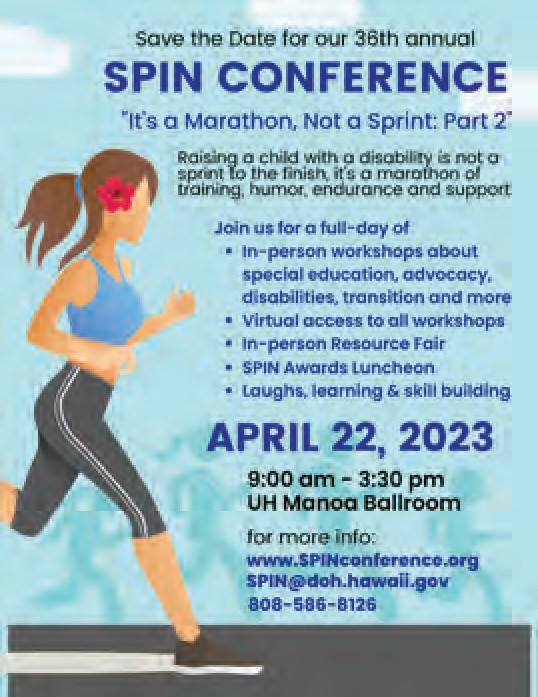 Save the Date for our 36th annual
SPIN CONFERENCE
"It's a Marathon, Not a Sprint: Part 2"
Raising a child with a disability is not a
sprint to the finish, it's a marathon of
training, humor, endurance and support
Join us for a full-day of
• In-person workshops about
special education, advocacy,
disabilities, transition and more
• Virtual access to all workshops
• In-person Resource Fair
• SPIN Awards Luncheon
• Laughs, learning & skill building
APRIL 22, 2023
9:00 am - 3:30 pm
UH Manoa Ballroom
for more info:
www.SPINconference.org
SPIN@doh.hawaii.gov
808-586-8126